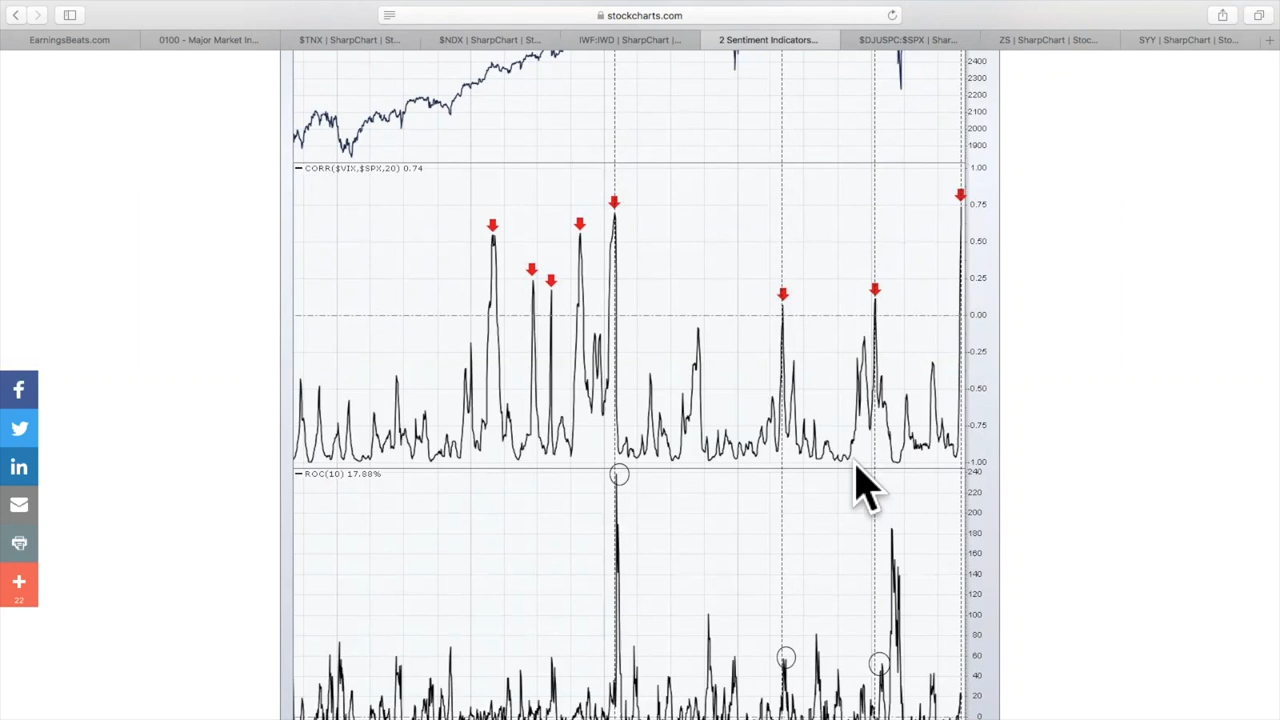 stockcharts.com
EarningsBeats.com
0100 - Major Market In...
$TNX | SharpChart | St...
$NDX | SharpChart | St...
IWF:IWD | SharpChart |...
2 Sentiment Indicators...
$DJUSPC:$SPX | Shar...
ZS | SharpChart | Stoc...
SYY | SharpChart | Sto...
2400
2300
2200
2100
2000
1900
CORR($VIX,$SPX,20) 0.74
1.00
0.75
0.50
0.25
0.00
-0.25
-0.50
-0.75
-1.00
ROC(10) 17.88%
240
220
200
180
160
140
120
100
80
60
40
20
0
22